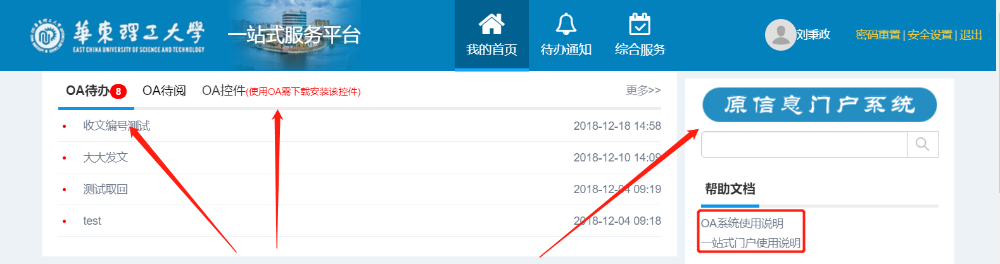 華東理工大學
EAST CHINA UNIVERSITY OF SCIENCE AND TECHNOLOGY
一站式服务平台
我的首页
待办通知
综合服务
刘秉政
密码重置 | 安全设置 | 退出
OA待办 8
OA待阅
OA控件(使用OA需下载安装该控件)
更多>>
收文编号测试 2018-12-18 14:58
大大发文 2018-12-10 14:09
测试取回 2018-12-04 09:19
test 2018-12-04 09:18
原信息门户系统
帮助文档
OA系统使用说明
一站式门户使用说明